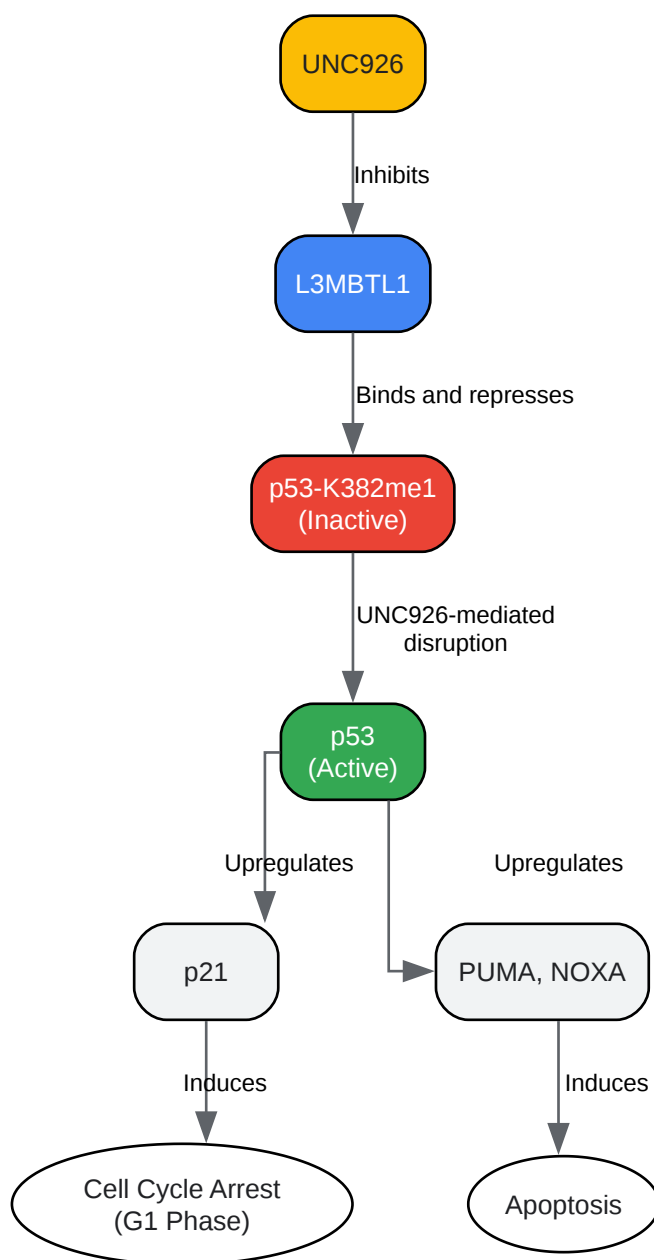 UNC926
Inhibits
L3MBTL1
Binds and represses
p53-K382me1
(Inactive)
UNC926-mediated
disruption
p53
(Active)
Upregulates
Upregulates
p21
PUMA, NOXA
Induces
Induces
Cell Cycle Arrest
(G1 Phase)
Apoptosis